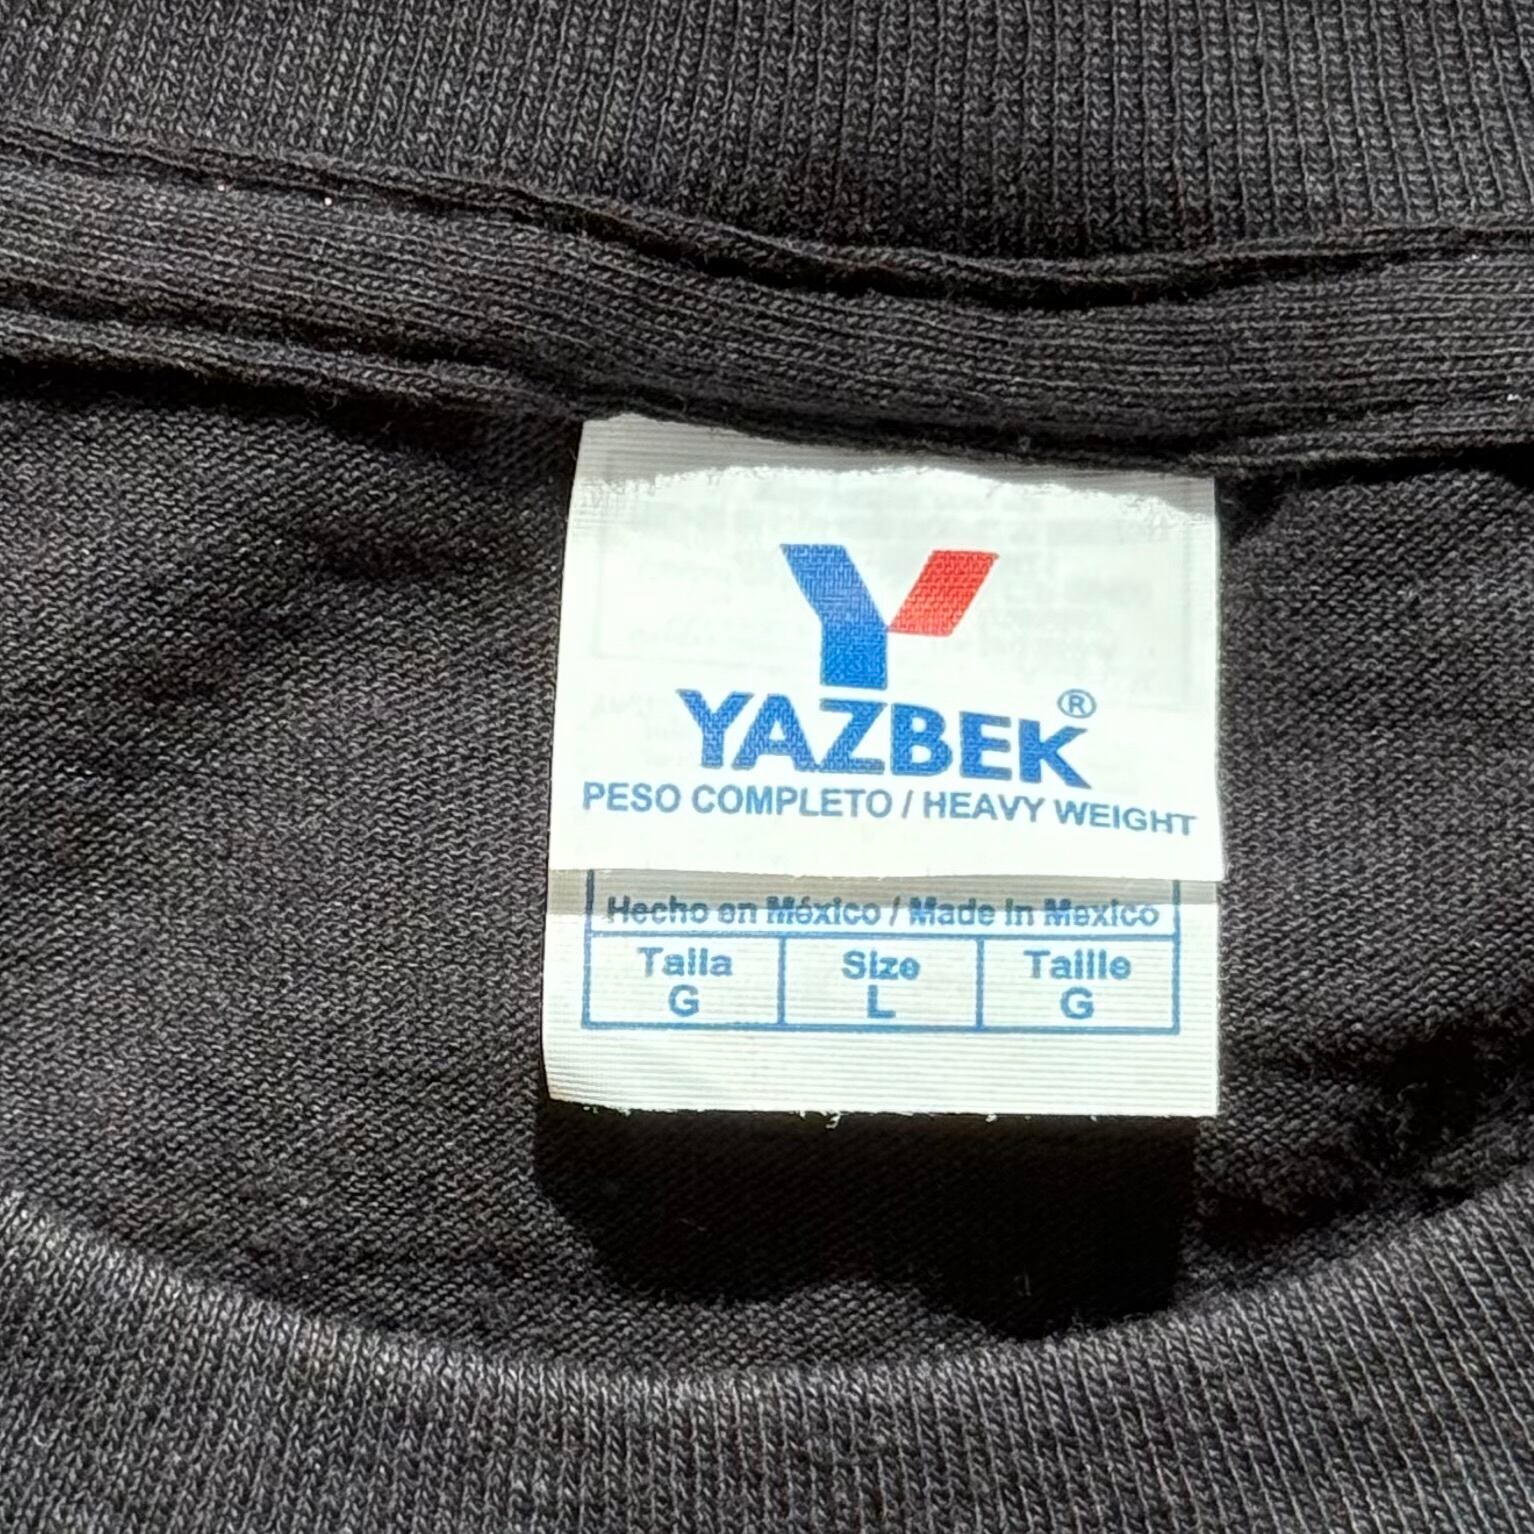 Y
YAZBEK®
PESO COMPLETO / HEAVY WEIGHT
Hecho en México / Made in Mexico
Talla Size Taille
G L G